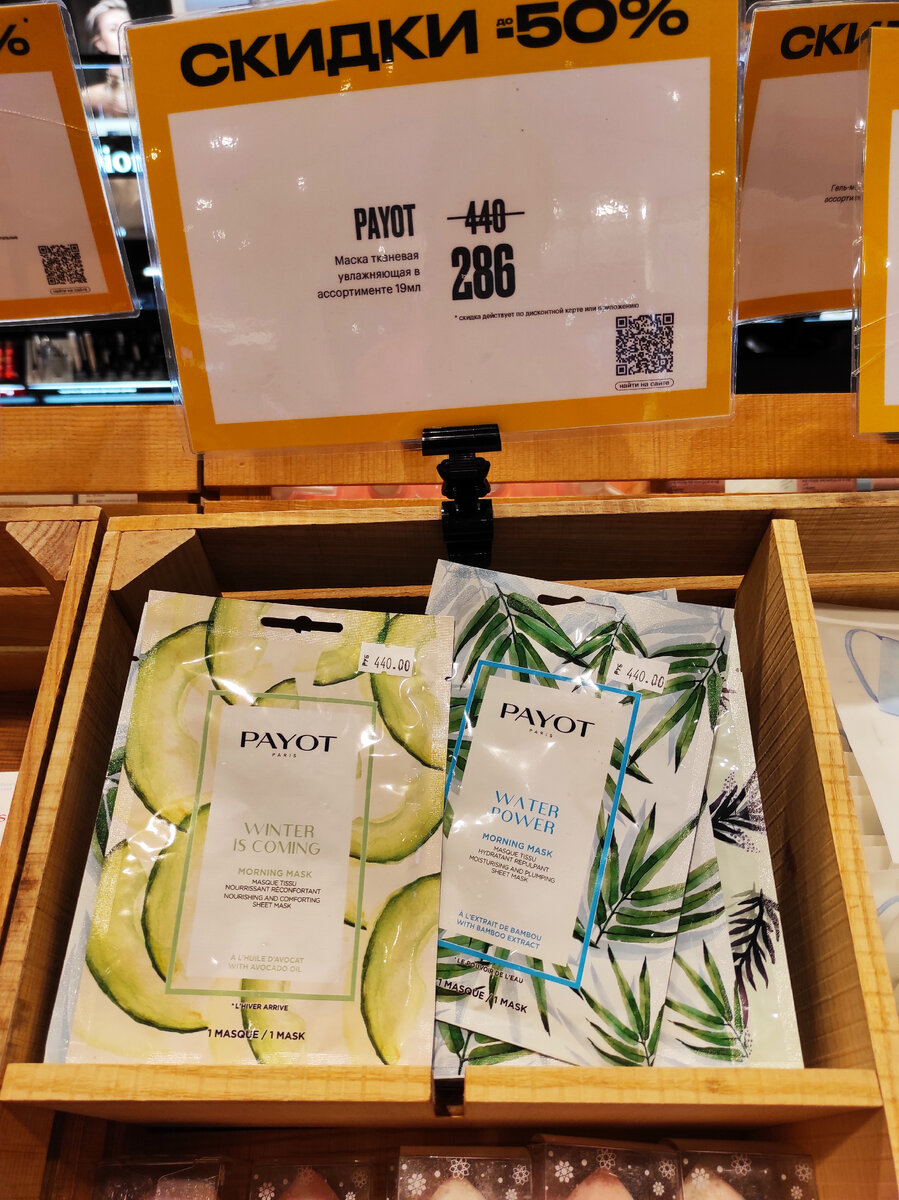 %
СКИДКИ ДО -50%
СКИ
PAYOT
440
286
Маска тканевая
увлажняющая в
ассортименте 19мл
* скидка действует по дисконтной карте или приложению
найти на сайте
найти на сайте
440.00
440.00
PAYOT
PARIS
WINTER
IS COMING
MORNING MASK
MASQUE TISSU
NOURRISSANT RÉCONFORTANT
NOURISHING AND COMFORTING
SHEET MASK
À L'HUILE D'AVOCAT
WITH AVOCADO OIL
*L'HIVER ARRIVE
1 MASQUE / 1 MASK
PAYOT
PARIS
WATER
POWER
MORNING MASK
MASQUE TISSU
HYDRATANT REPULPANT
MOISTURISING AND PLUMPING
SHEET MASK
À L'EXTRAIT DE BAMBOU
WITH BAMBOO EXTRACT
*LE POUVOIR DE L'EAU
1 MASQUE / 1 MASK